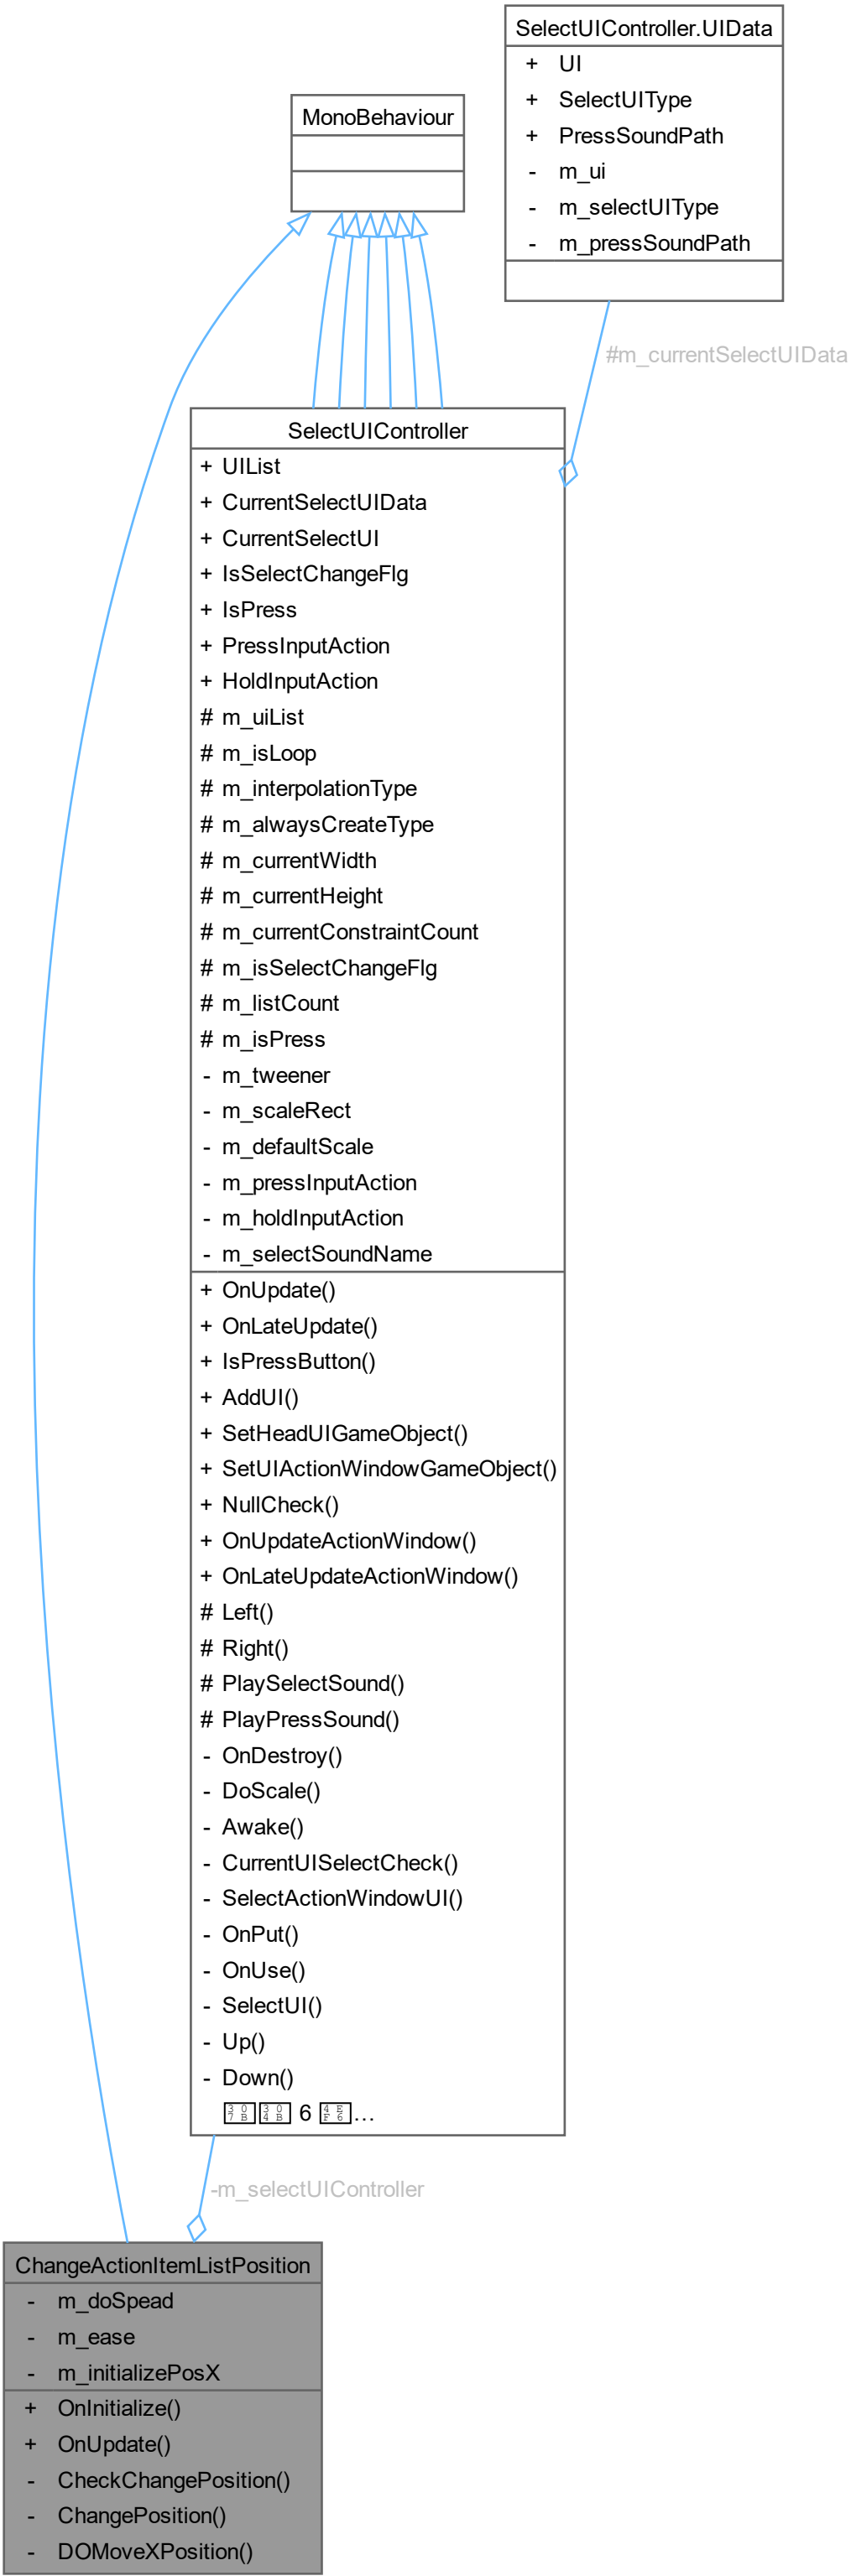 SelectUIController.UIData
+ UI
+ SelectUIType
+ PressSoundPath
- m_ui
- m_selectUIType
- m_pressSoundPath
MonoBehaviour
#m_currentSelectUIData
SelectUIController
+ UIList
+ CurrentSelectUIData
+ CurrentSelectUI
+ IsSelectChangeFlg
+ IsPress
+ PressInputAction
+ HoldInputAction
# m_uiList
# m_isLoop
# m_interpolationType
# m_alwaysCreateType
# m_currentWidth
# m_currentHeight
# m_currentConstraintCount
# m_isSelectChangeFlg
# m_listCount
# m_isPress
- m_tweener
- m_scaleRect
- m_defaultScale
- m_pressInputAction
- m_holdInputAction
- m_selectSoundName
+ OnUpdate()
+ OnLateUpdate()
+ IsPressButton()
+ AddUI()
+ SetHeadUIGameObject()
+ SetUIActionWindowGameObject()
+ NullCheck()
+ OnUpdateActionWindow()
+ OnLateUpdateActionWindow()
# Left()
# Right()
# PlaySelectSound()
# PlayPressSound()
- OnDestroy()
- DoScale()
- Awake()
- CurrentUISelectCheck()
- SelectActionWindowUI()
- OnPut()
- OnUse()
- SelectUI()
- Up()
- Down()
6 ...
-m_selectUIController
ChangeActionItemListPosition
- m_doSpead
- m_ease
- m_initializePosX
+ OnInitialize()
+ OnUpdate()
- CheckChangePosition()
- ChangePosition()
- DOMoveXPosition()